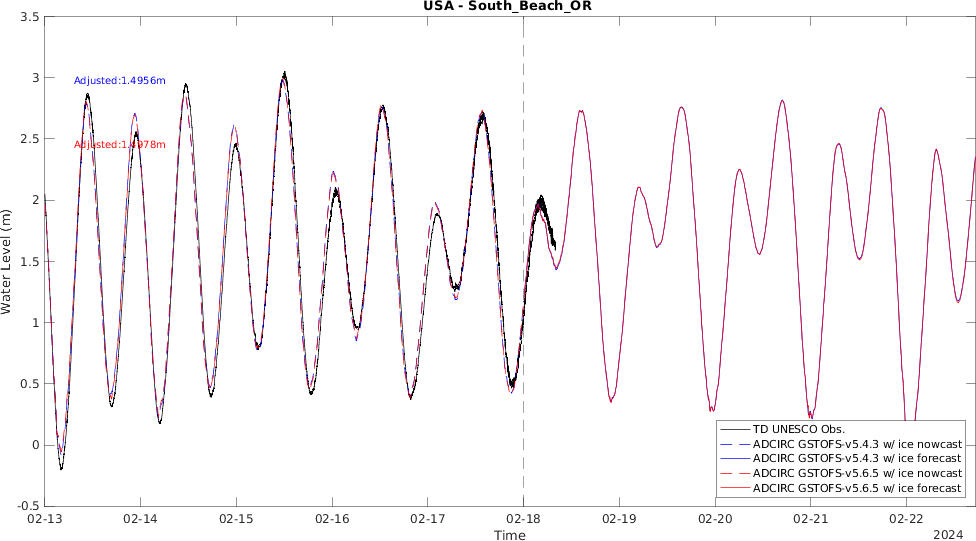 USA - South_Beach_OR
3.5
3
2.5
2
1.5
1
0.5
0
-0.5
Water Level (m)
Adjusted:1.4956m
Adjusted:1.4978m
TD UNESCO Obs.
ADCIRC GSTOFS-v5.4.3 w/ ice nowcast
ADCIRC GSTOFS-v5.4.3 w/ ice forecast
ADCIRC GSTOFS-v5.6.5 w/ ice nowcast
ADCIRC GSTOFS-v5.6.5 w/ ice forecast
02-13 02-14 02-15 02-16 02-17 02-18 02-19 02-20 02-21 02-22
Time
2024